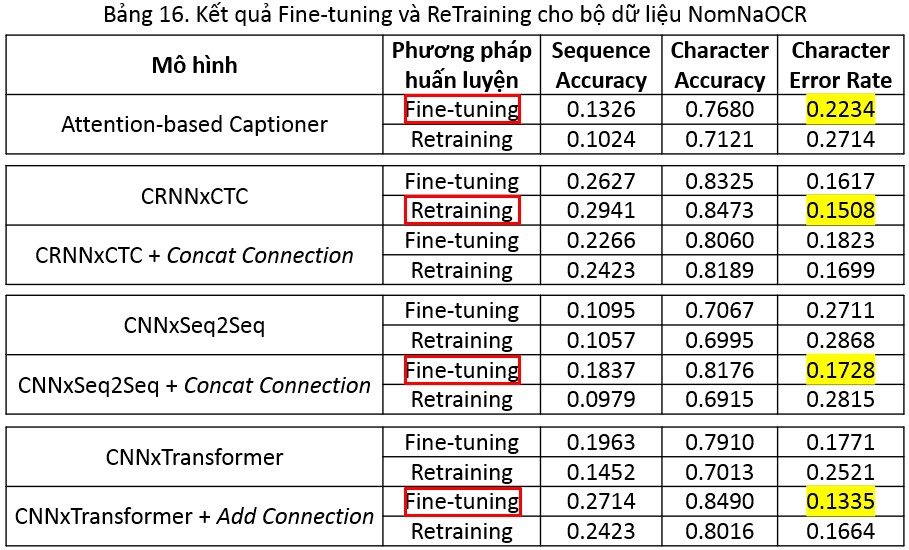 Bảng 16. Kết quả Fine-tuning và ReTraining cho bộ dữ liệu NomNaOCR
Mô hình Phương pháp huấn luyện Sequence Accuracy Character Accuracy Character Error Rate
Attention-based Captioner Fine-tuning 0.1326 0.7680 0.2234
Retraining 0.1024 0.7121 0.2714
CRNNxCTC Fine-tuning 0.2627 0.8325 0.1617
Retraining 0.2941 0.8473 0.1508
CRNNxCTC + Concat Connection Fine-tuning 0.2266 0.8060 0.1823
Retraining 0.2423 0.8189 0.1699
CNNxSeq2Seq Fine-tuning 0.1095 0.7067 0.2711
Retraining 0.1057 0.6995 0.2868
CNNxSeq2Seq + Concat Connection Fine-tuning 0.1837 0.8176 0.1728
Retraining 0.0979 0.6915 0.2815
CNNxTransformer Fine-tuning 0.1963 0.7910 0.1771
Retraining 0.1452 0.7013 0.2521
CNNxTransformer + Add Connection Fine-tuning 0.2714 0.8490 0.1335
Retraining 0.2423 0.8016 0.1664